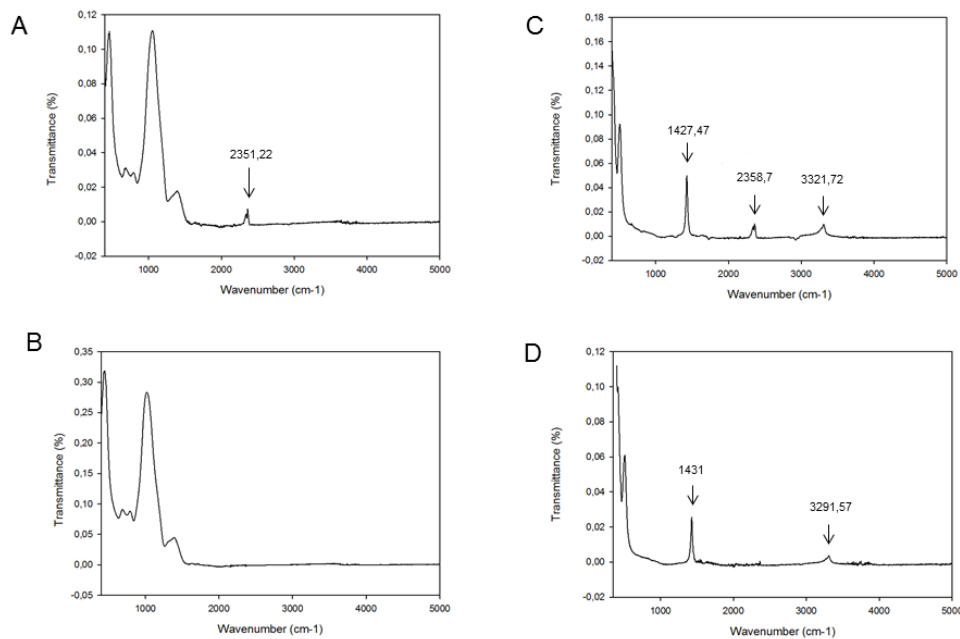 A
0,12
0,10
0,08
0,06
0,04
0,02
0,00
-0,02
Transmittance (%)
2351,22
1000 2000 3000 4000 5000
Wavenumber (cm-1)
C
0,18
0,16
0,14
0,12
0,10
0,08
0,06
0,04
0,02
0,00
-0,02
Transmittance (%)
1427,47
2358,7
3321,72
1000 2000 3000 4000 5000
Wavenumber (cm-1)
B
0,35
0,30
0,25
0,20
0,15
0,10
0,05
0,00
-0,05
Transmittance (%)
1000 2000 3000 4000 5000
Wavenumber (cm-1)
D
0,12
0,10
0,08
0,06
0,04
0,02
0,00
-0,02
Transmittance (%)
1431
3291,57
1000 2000 3000 4000 5000
Wavenumber (cm-1)